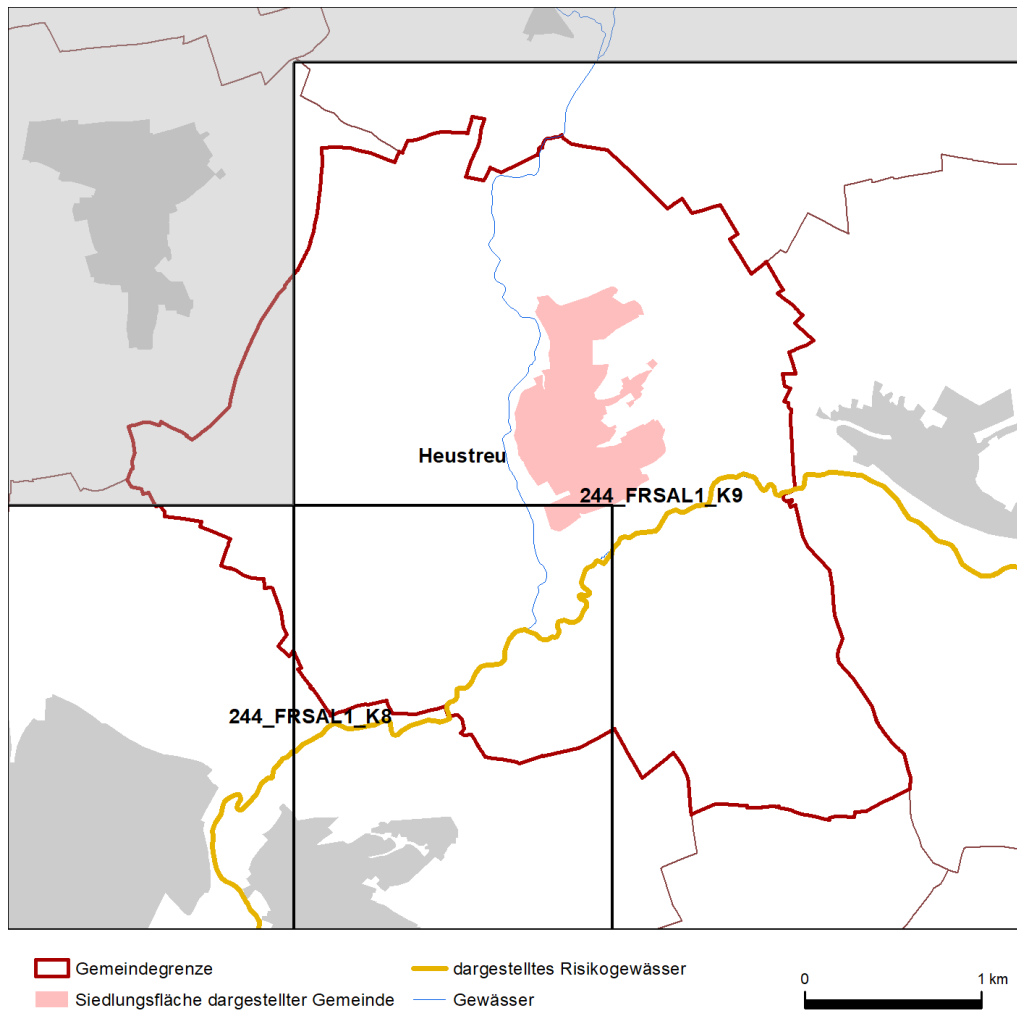 Heustreu
244_FRSAL1_K9
244_FRSAL1_K8
Gemeindegrenze
dargestelltes Risikogewässer
0 1 km
Siedlungsfläche dargestellter Gemeinde
Gewässer